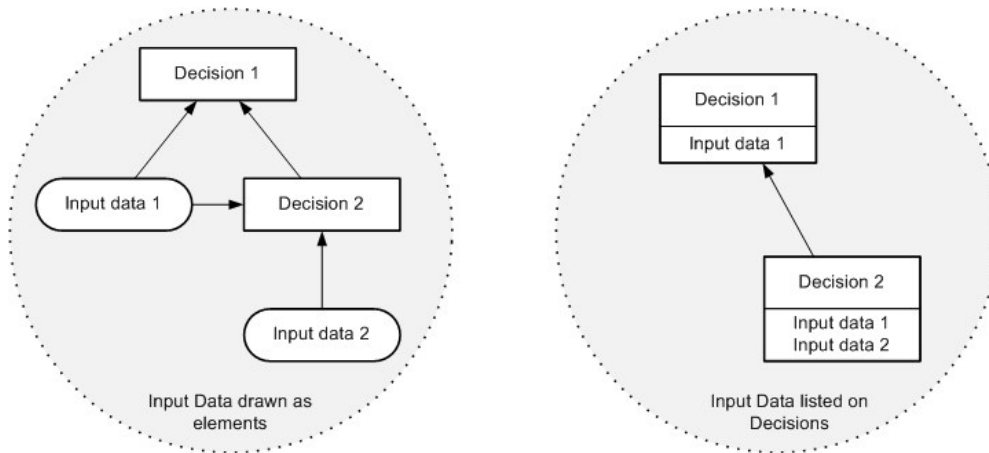 Decision 1
Input data 1
Decision 2
Input data 2
Input Data drawn as
elements
Decision 1
Input data 1
Decision 2
Input data 1
Input data 2
Input Data listed on
Decisions